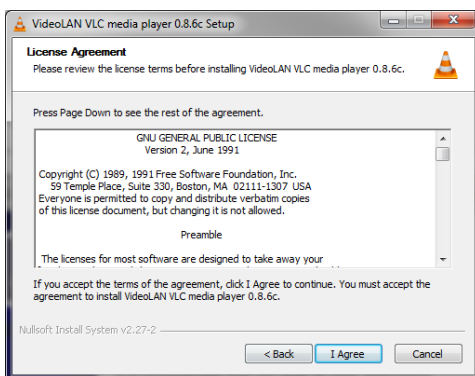 VideoLAN VLC media player 0.8.6c Setup
License Agreement
Please review the license terms before installing VideoLAN VLC media player 0.8.6c.
Press Page Down to see the rest of the agreement.
GNU GENERAL PUBLIC LICENSE
Version 2, June 1991
Copyright (C) 1989, 1991 Free Software Foundation, Inc.
59 Temple Place, Suite 330, Boston, MA  02111-1307  USA
Everyone is permitted to copy and distribute verbatim copies
of this license document, but changing it is not allowed.
Preamble
The licenses for most software are designed to take away your
If you accept the terms of the agreement, click I Agree to continue. You must accept the
agreement to install VideoLAN VLC media player 0.8.6c.
Nullsoft Install System v2.27-2
< Back
I Agree
Cancel